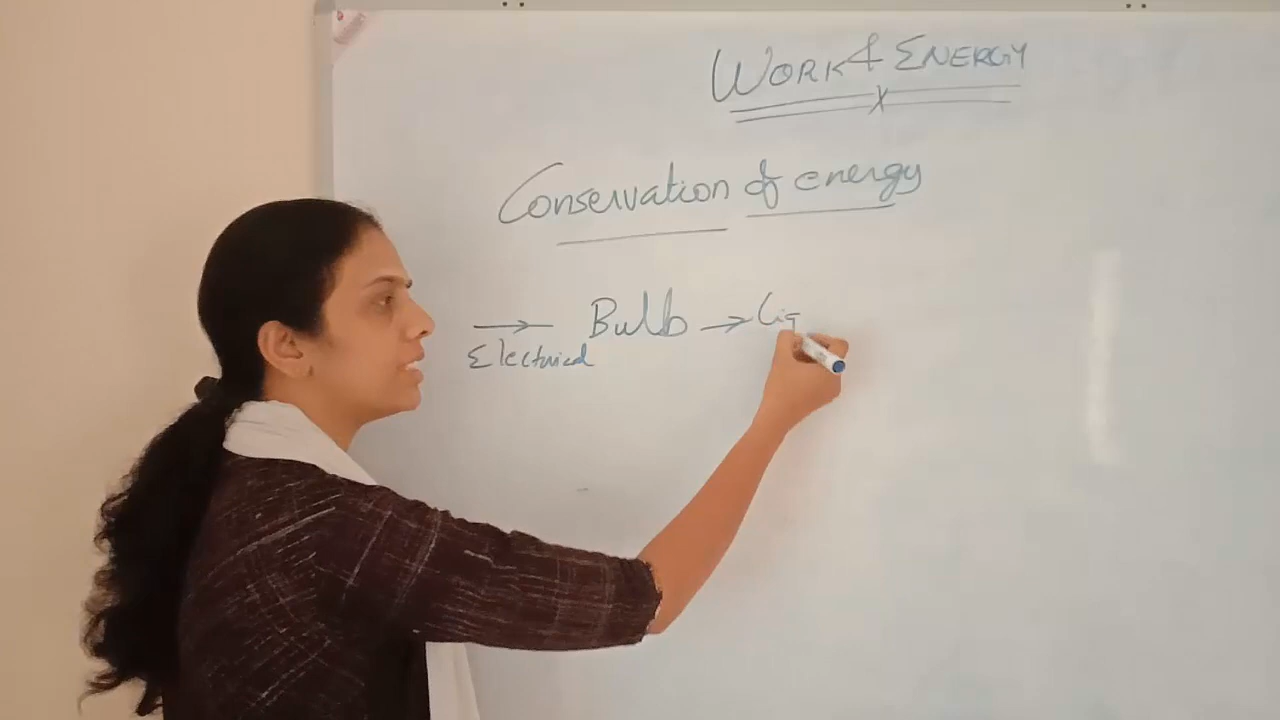 WORK & ENERGY
Conservation of energy
→ Bulb → Lig
Electrical